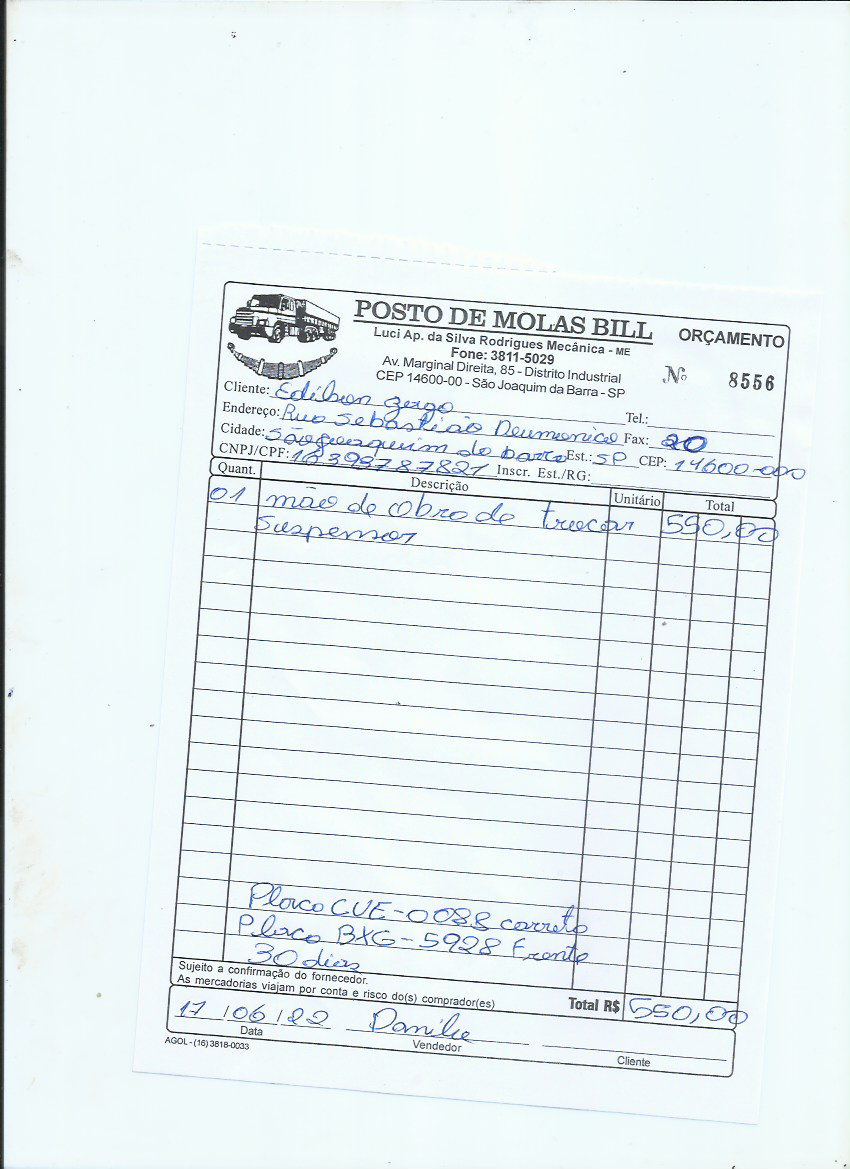 POSTO DE MOLAS BILL ORÇAMENTO
Luci Ap. da Silva Rodrigues Mecânica - ME
Fone: 3811-5029
Av. Marginal Direita, 85 - Distrito Industrial
CEP 14600-00 - São Joaquim da Barra - SP
Nº 8556
Cliente: Edilson Tel.:
Endereço: Rua Sebastião Fax: 20
Cidade: São Joaquim da barra Est.: SP CEP: 14600-000
CNPJ/CPF: 16393787821 Inscr. Est./RG:
Quant. Descrição Unitário Total
01 mão de obra de trocar 550,00
Suspensor
Placa CUE-0088 carreta
Placa BXG-5928 Frente
30 dias
Sujeito a confirmação do fornecedor.
As mercadorias viajam por conta e risco do(s) comprador(es)
Total R$ 550,00
17/06/22 Danilo
Data Vendedor Cliente
AGOL - (16) 3818-0033